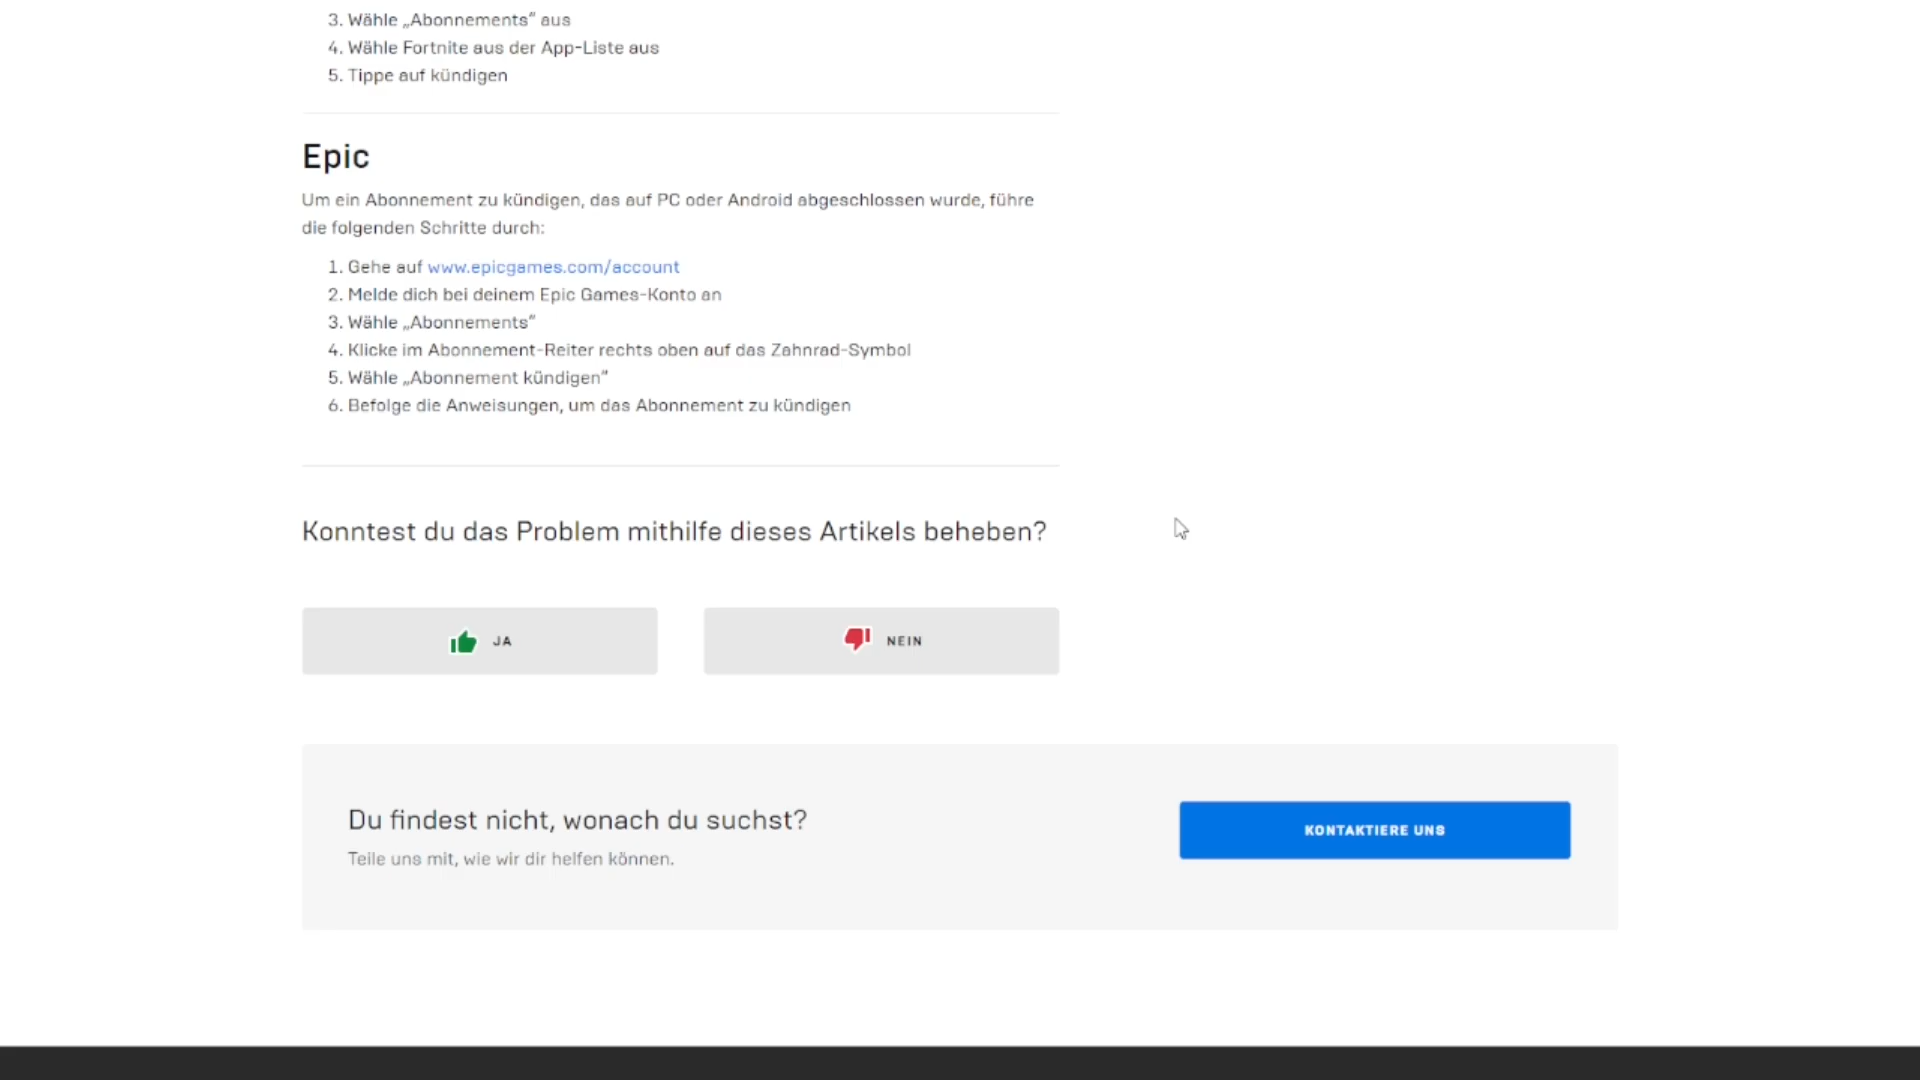 3. Wähle „Abonnements“ aus
4. Wähle Fortnite aus der App-Liste aus
5. Tippe auf kündigen
Epic
Um ein Abonnement zu kündigen, das auf PC oder Android abgeschlossen wurde, führe
die folgenden Schritte durch:
1. Gehe auf www.epicgames.com/account
2. Melde dich bei deinem Epic Games-Konto an
3. Wähle „Abonnements“
4. Klicke im Abonnement-Reiter rechts oben auf das Zahnrad-Symbol
5. Wähle „Abonnement kündigen“
6. Befolge die Anweisungen, um das Abonnement zu kündigen
Konntest du das Problem mithilfe dieses Artikels beheben?
JA
NEIN
Du findest nicht, wonach du suchst?
Teile uns mit, wie wir dir helfen können.
KONTAKTIERE UNS